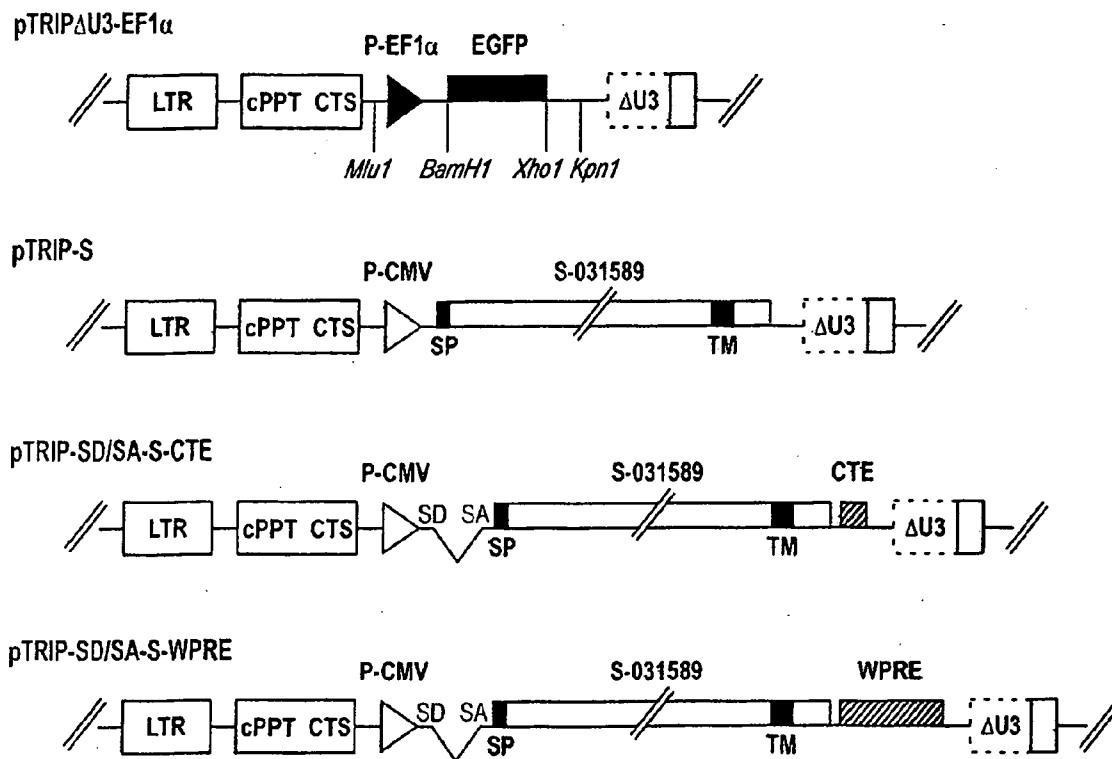 pTRIPΔU3-EF1α
P-EF1α EGFP
LTR cPPT CTS ΔU3
Mlu1 BamH1 Xho1 Kpn1
pTRIP-S
P-CMV S-031589
LTR cPPT CTS ΔU3
SP TM
pTRIP-SD/SA-S-CTE
P-CMV S-031589 CTE
SD SA
LTR cPPT CTS ΔU3
SP TM
pTRIP-SD/SA-S-WPRE
P-CMV S-031589 WPRE
SD SA
LTR cPPT CTS ΔU3
SP TM